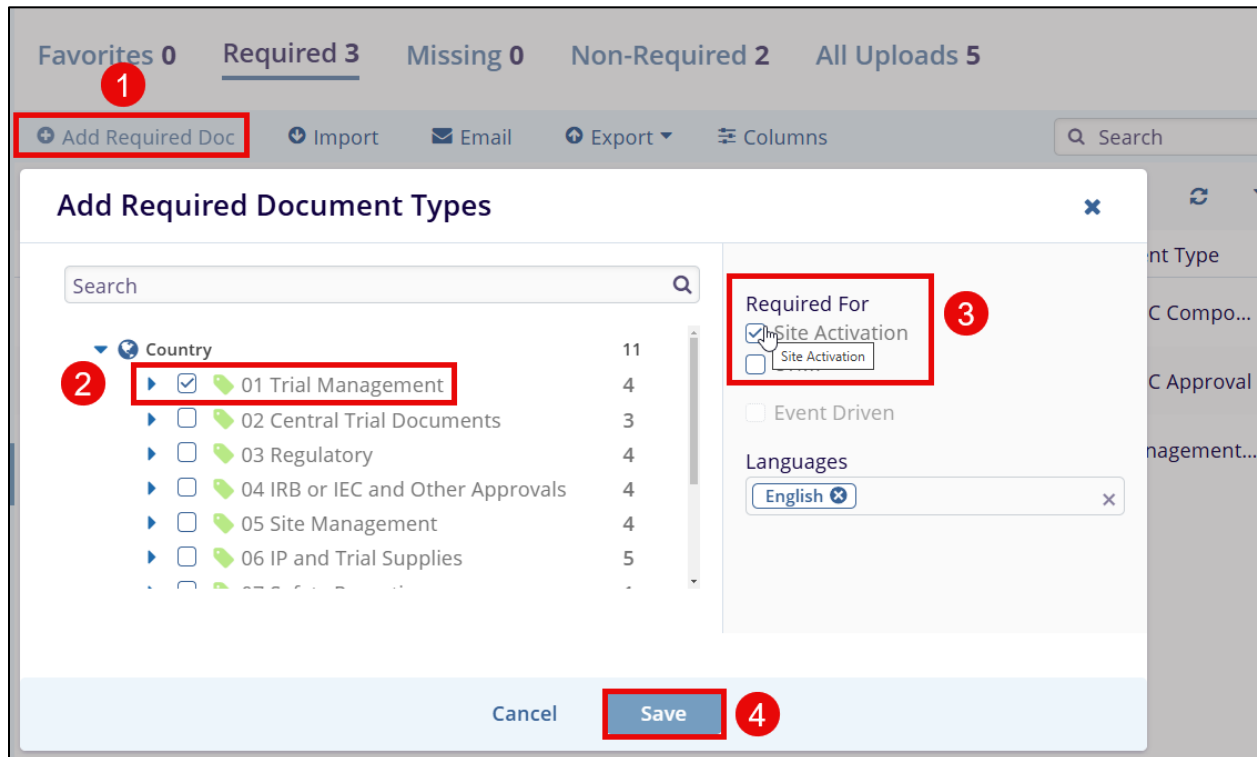 Favorites 0 Required 3 Missing 0 Non-Required 2 All Uploads 5
1
Add Required Doc Import Email Export Columns Search
Add Required Document Types
nt Type
Search
Required For
3
C Compo...
Site Activation
Country 11
Site Activation
2
01 Trial Management 4
C Approval
02 Central Trial Documents 3
Event Driven
03 Regulatory 4
Languages
nagement...
04 IRB or IEC and Other Approvals 4
English
05 Site Management 4
06 IP and Trial Supplies 5
Cancel Save 4